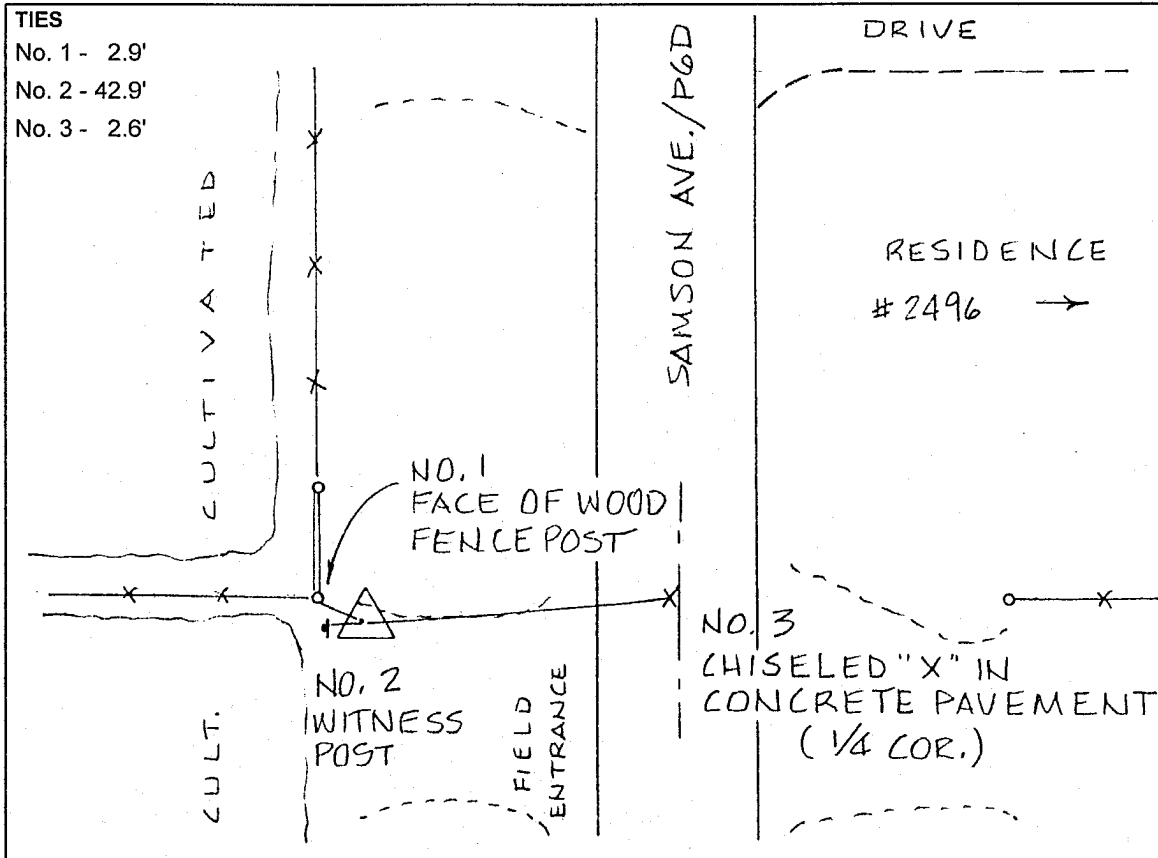 TIES
No. 1 - 2.9'
No. 2 - 42.9'
No. 3 - 2.6'
DRIVE
SAMSON AVE./P6D
CULTIVATED
RESIDENCE
# 2496
NO. 1
FACE OF WOOD
FENCE POST
NO. 2
WITNESS
POST
CULT.
FIELD
ENTRANCE
NO. 3
CHISELED "X" IN
CONCRETE PAVEMENT
(1/4 COR.)